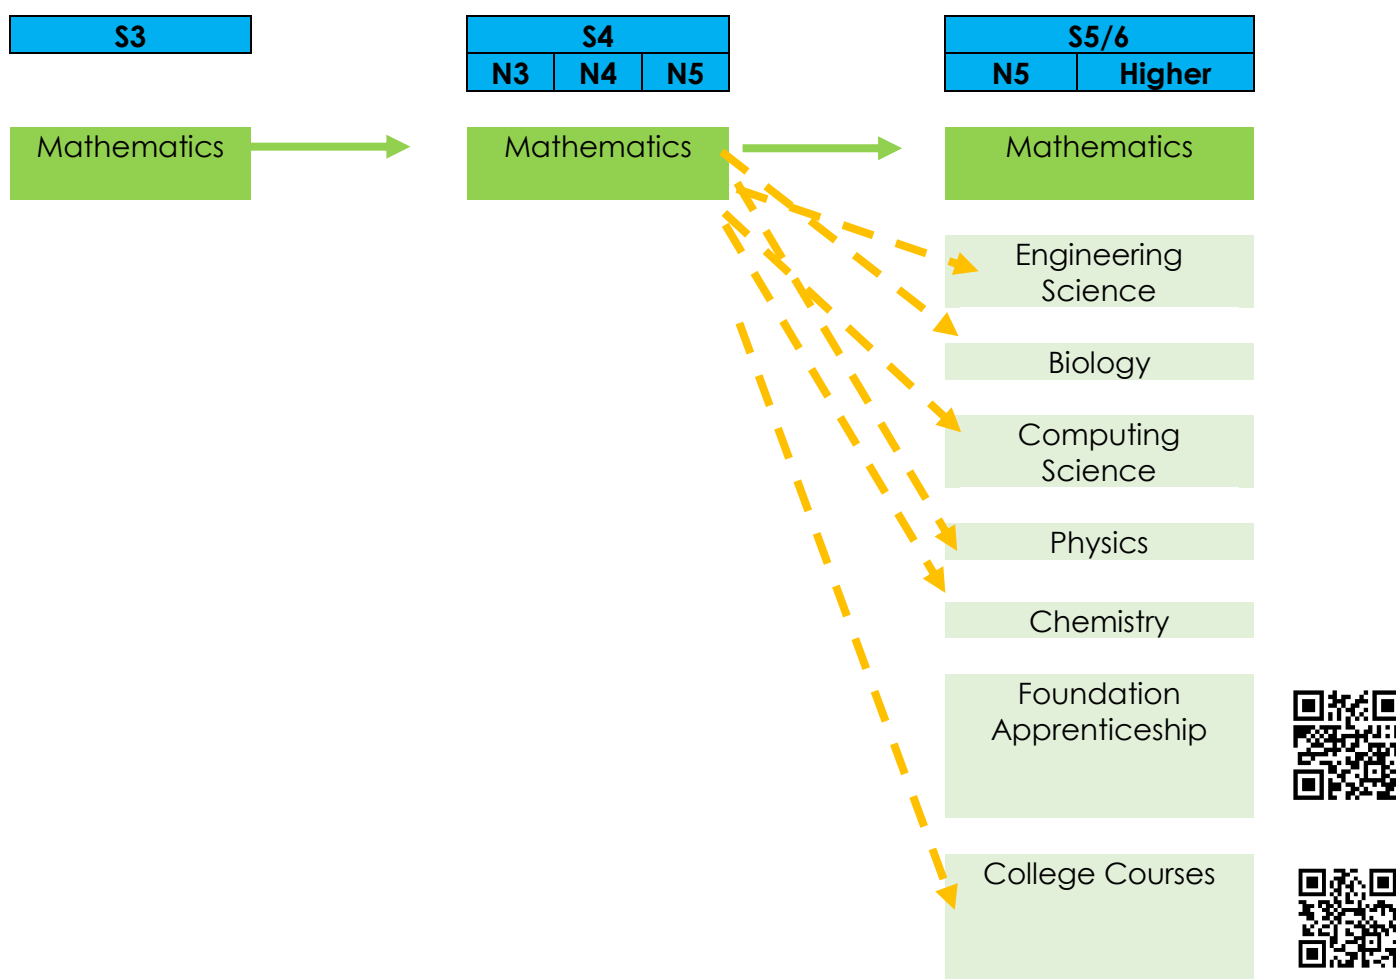 S3
S4
S5/6
N3 N4 N5
N5 Higher
Mathematics
Mathematics
Mathematics
Engineering
Science
Biology
Computing
Science
Physics
Chemistry
Foundation
Apprenticeship
College Courses